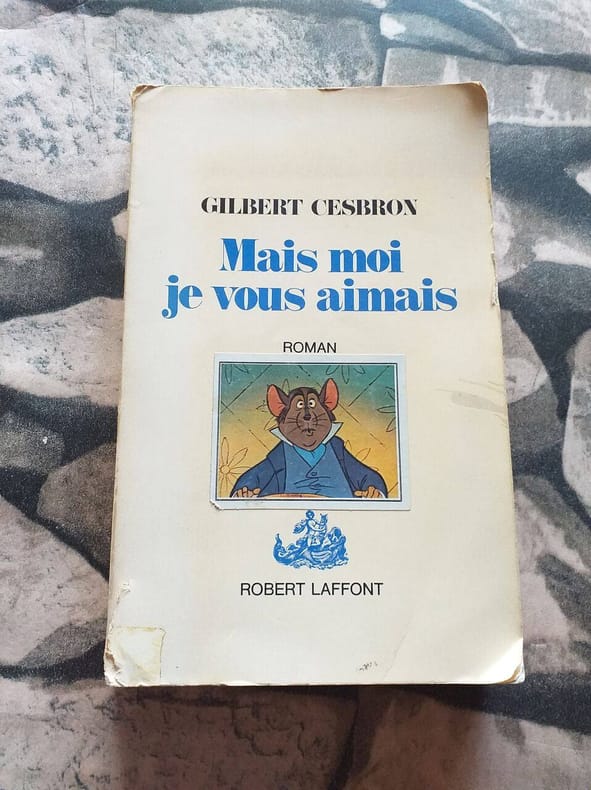 GILBERT CESBRON
Mais moi
je vous aimais
ROMAN
ROBERT LAFFONT